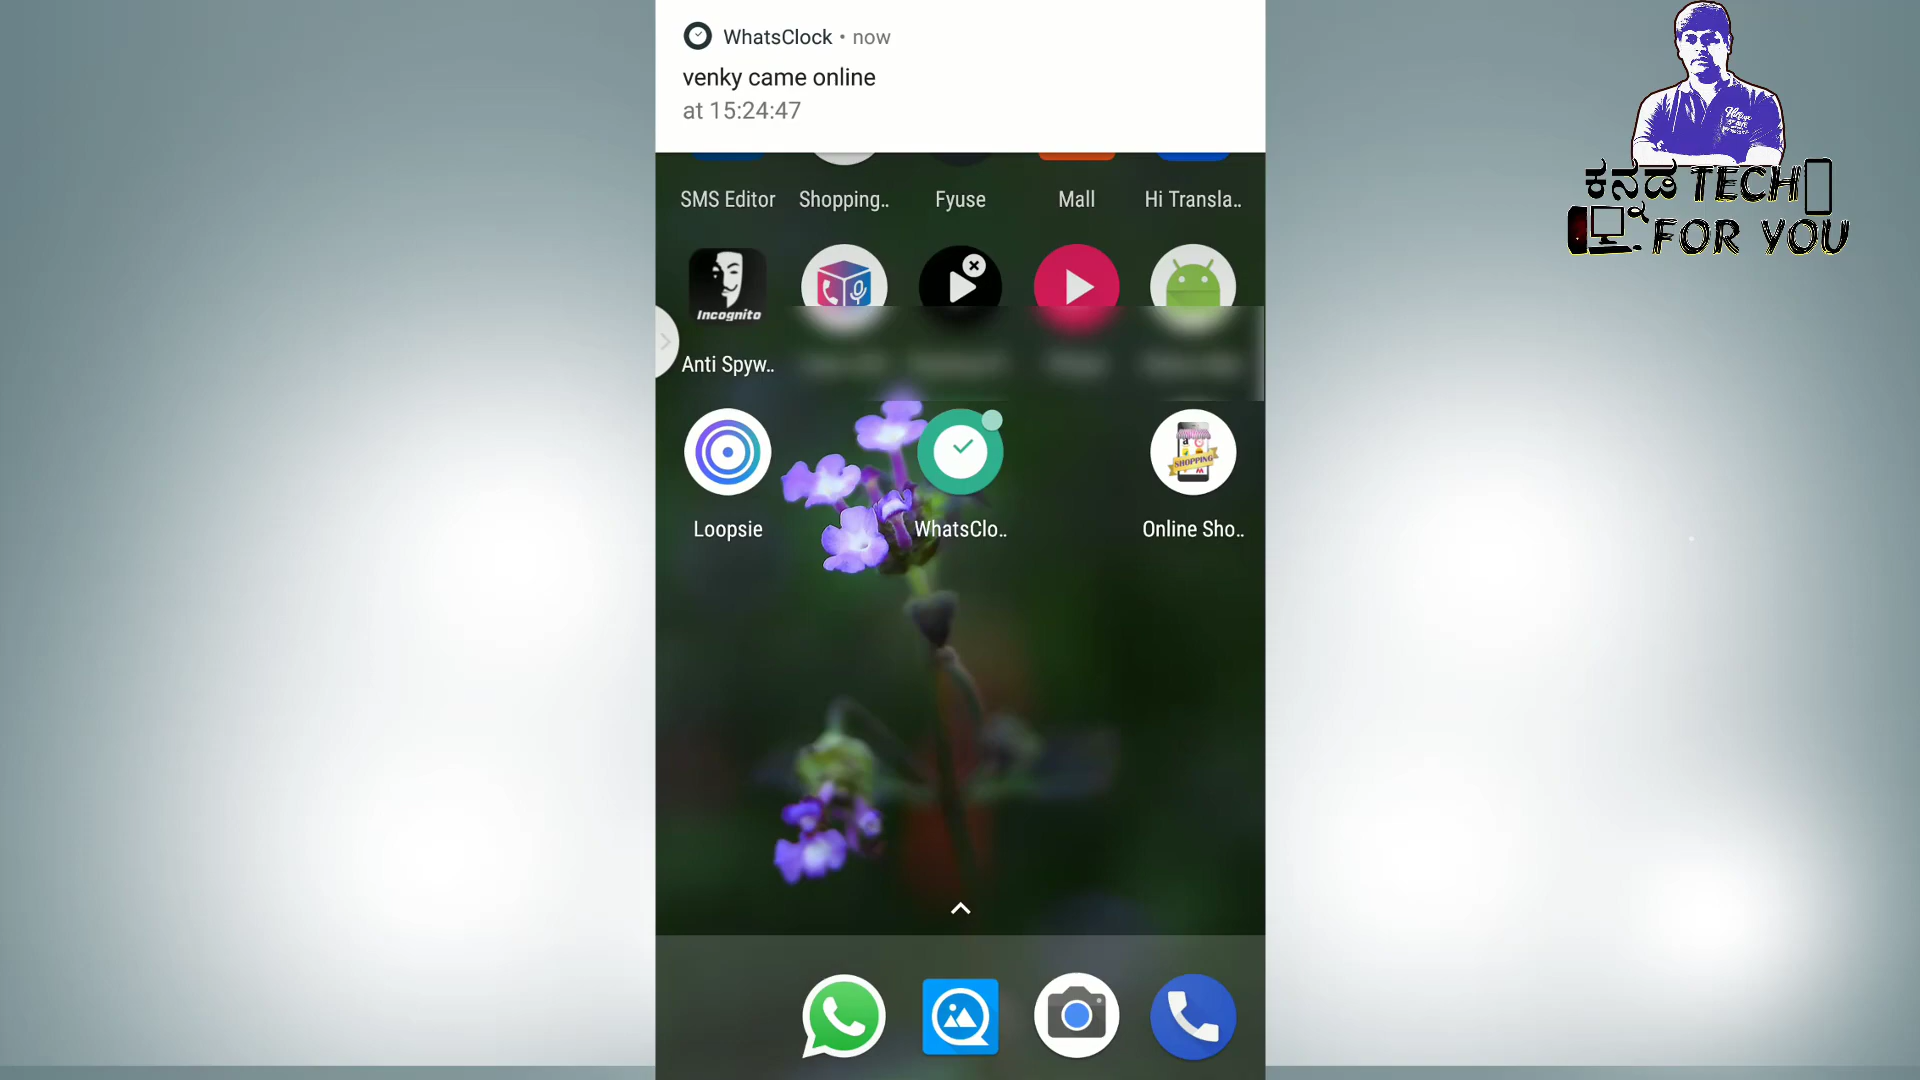 WhatsClock • now
venky came online
at 15:24:47
SMS Editor
Shopping..
Fyuse
Mall
Hi Transla..
Incognito
Anti Spyw..
Loopsie
WhatsClo..
SHOPPING
Online Sho..
ಕನ್ನಡ TECH
FOR YOU